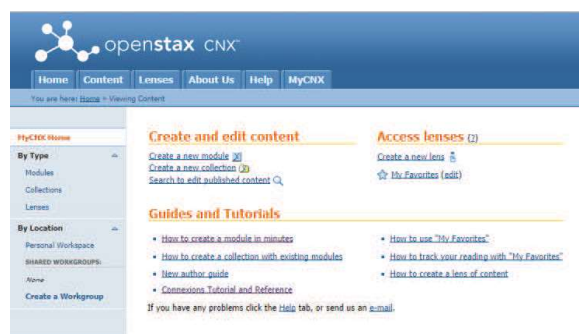 openstax CNX
Home Content Lenses About Us Help MyCNX
You are here: Home » Viewing Content
MyCNX Home
By Type
Modules
Collections
Lenses
By Location
Personal Workspace
SHARED WORKGROUPS:
None
Create a Workgroup
Create and edit content
Create a new module
Create a new collection
Search to edit published content
Access lenses (?)
Create a new lens
My Favorites (edit)
Guides and Tutorials
• How to create a module in minutes
• How to create a collection with existing modules
• New author guide
• Connexions Tutorial and Reference
• How to use "My Favorites"
• How to track your reading with "My Favorites"
• How to create a lens of content
If you have any problems click the Help tab, or send us an e-mail.